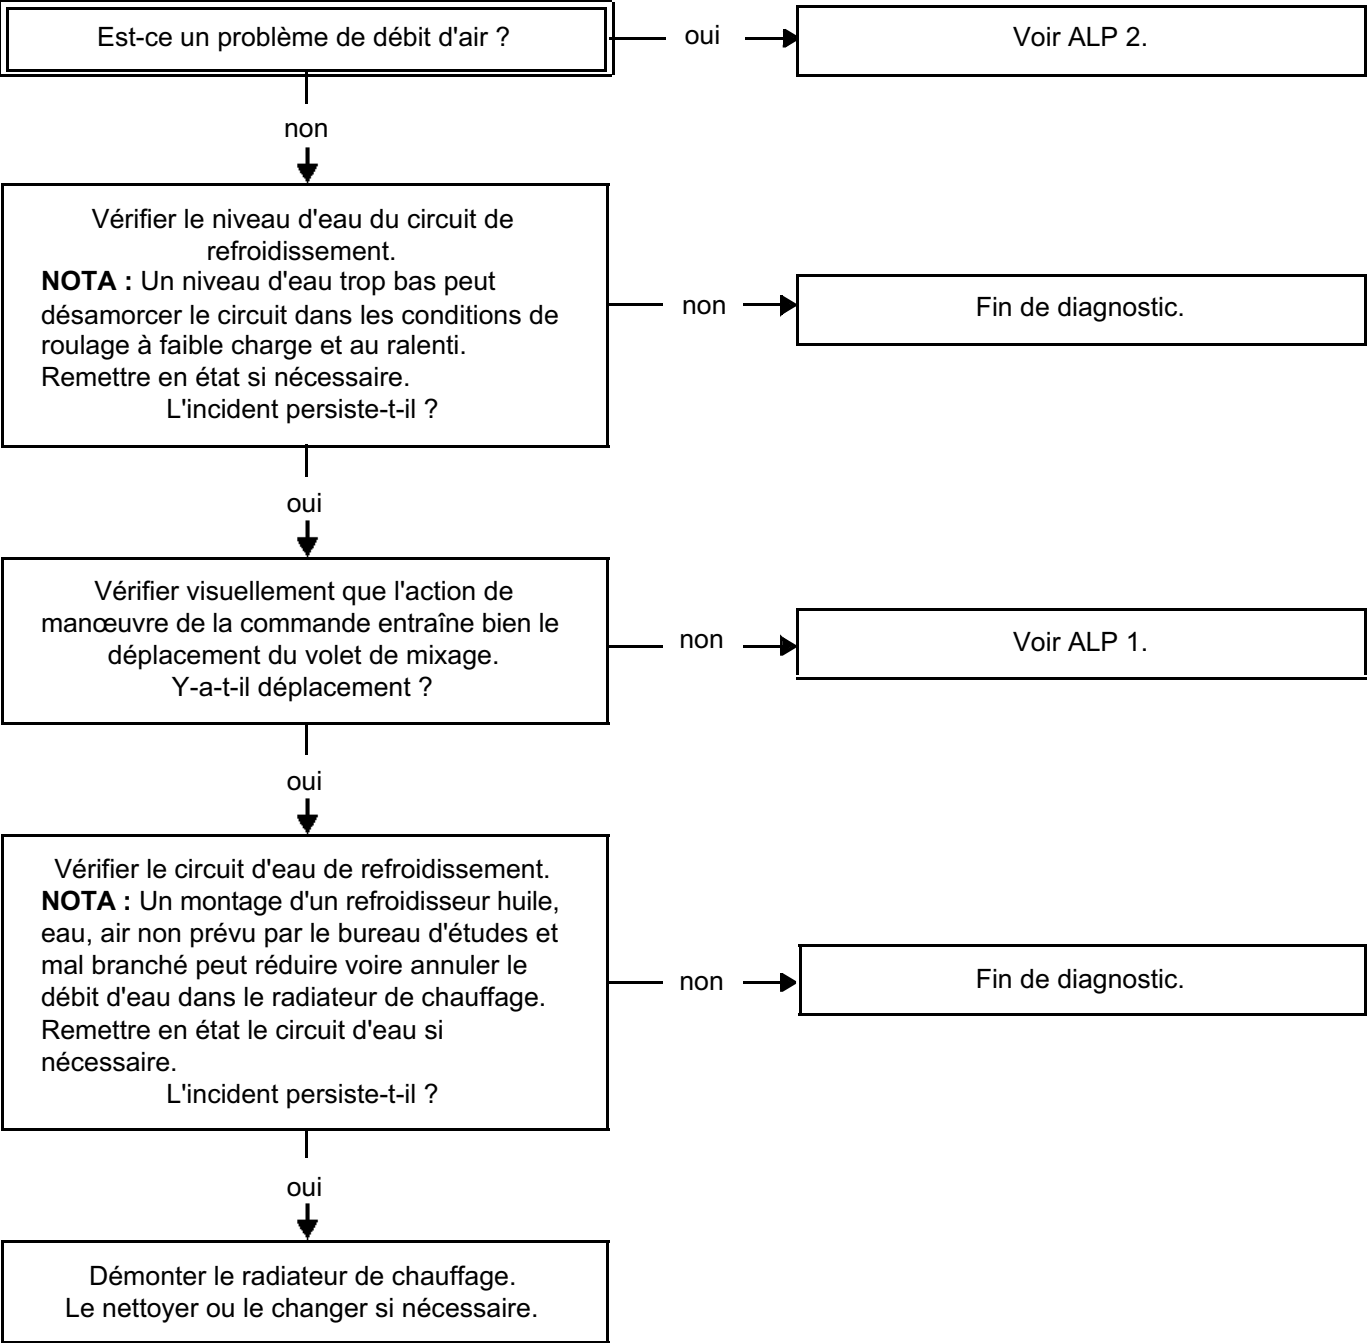 Est-ce un problème de débit d'air ?
oui
Voir ALP 2.
non
Vérifier le niveau d'eau du circuit de
refroidissement.
NOTA : Un niveau d'eau trop bas peut
désamorcer le circuit dans les conditions de
roulage à faible charge et au ralenti.
Remettre en état si nécessaire.
L'incident persiste-t-il ?
non
Fin de diagnostic.
oui
Vérifier visuellement que l'action de
manœuvre de la commande entraîne bien le
déplacement du volet de mixage.
Y-a-t-il déplacement ?
non
Voir ALP 1.
oui
Vérifier le circuit d'eau de refroidissement.
NOTA : Un montage d'un refroidisseur huile,
eau, air non prévu par le bureau d'études et
mal branché peut réduire voire annuler le
débit d'eau dans le radiateur de chauffage.
Remettre en état le circuit d'eau si
nécessaire.
L'incident persiste-t-il ?
non
Fin de diagnostic.
oui
Démonter le radiateur de chauffage.
Le nettoyer ou le changer si nécessaire.